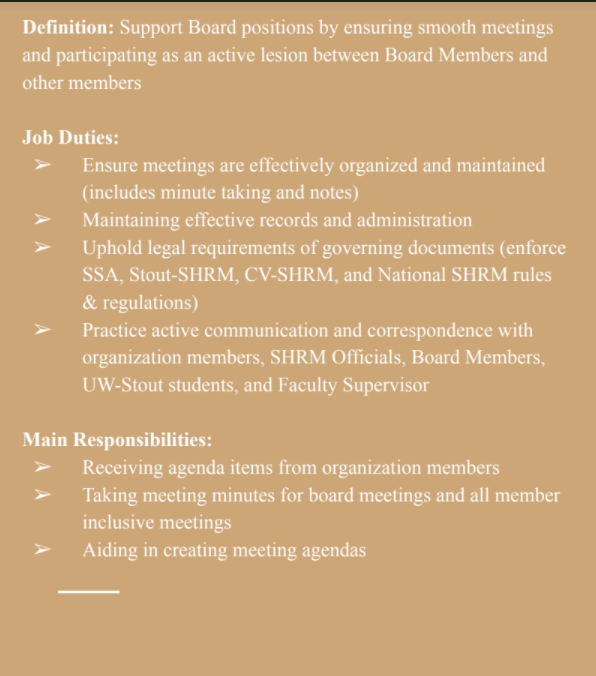 Definition: Support Board positions by ensuring smooth meetings
and participating as an active lesion between Board Members and
other members
Job Duties:
➢ Ensure meetings are effectively organized and maintained
(includes minute taking and notes)
➢ Maintaining effective records and administration
➢ Uphold legal requirements of governing documents (enforce
SSA, Stout-SHRM, CV-SHRM, and National SHRM rules
& regulations)
➢ Practice active communication and correspondence with
organization members, SHRM Officials, Board Members,
UW-Stout students, and Faculty Supervisor
Main Responsibilities:
➢ Receiving agenda items from organization members
➢ Taking meeting minutes for board meetings and all member
inclusive meetings
➢ Aiding in creating meeting agendas